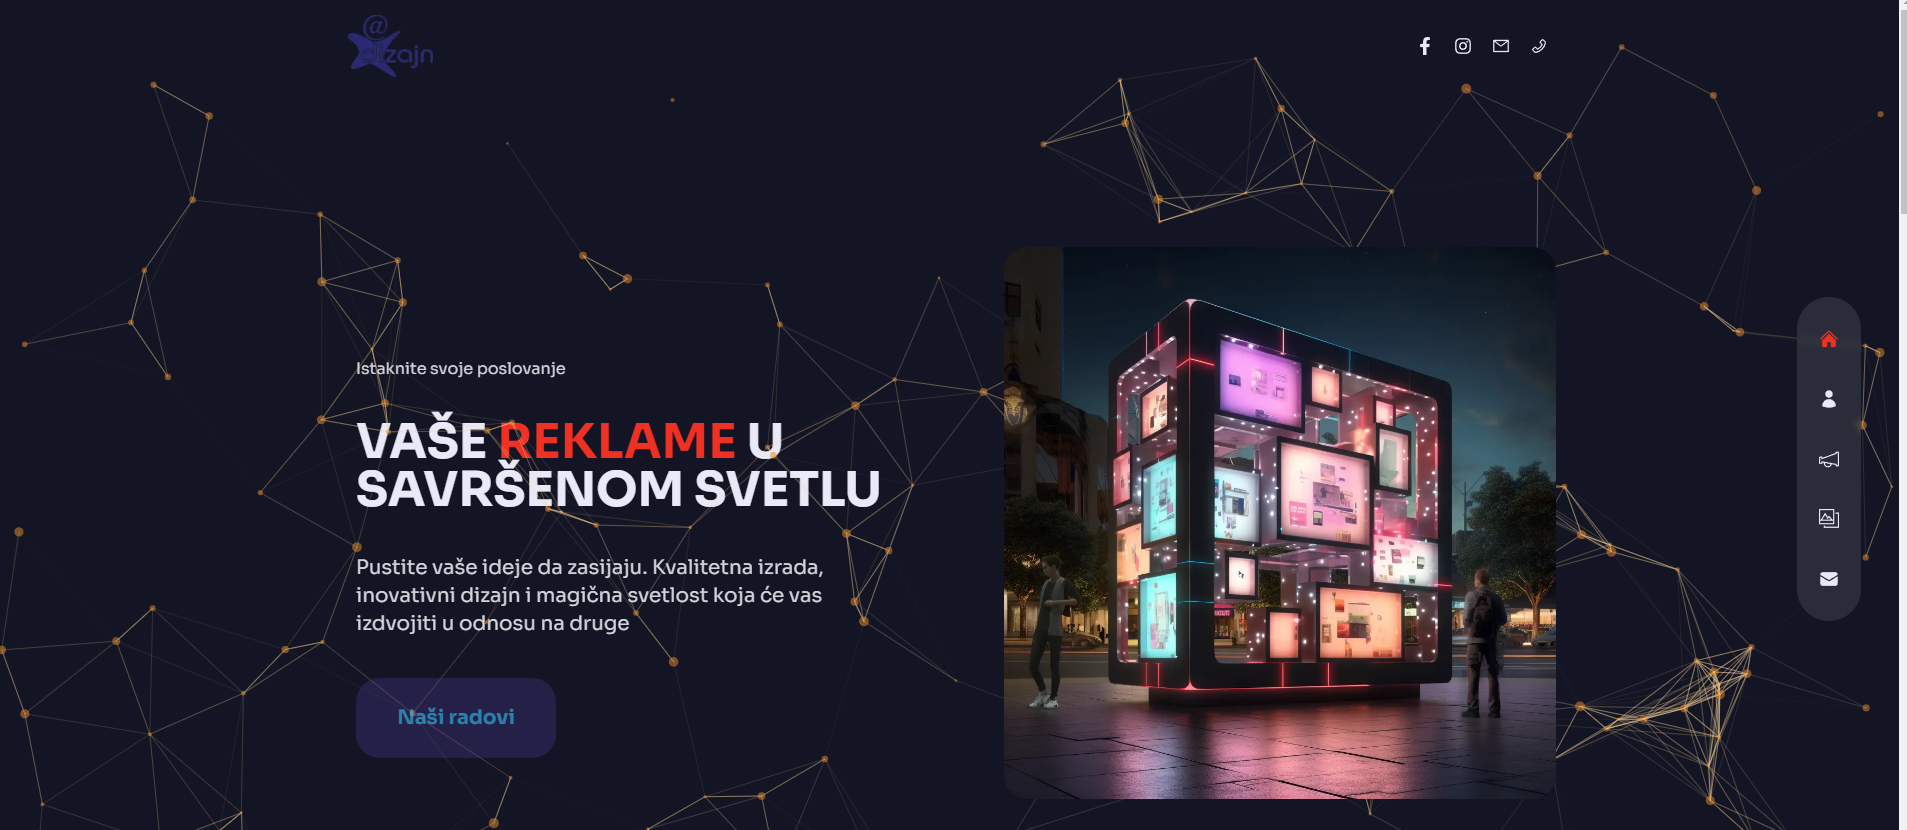 @
dizajn
Istaknite svoje poslovanje
VAŠE REKLAME U
SAVRŠENOM SVETLU
Pustite vaše ideje da zasijaju. Kvalitetna izrada,
inovativni dizajn i magična svetlost koja će vas
izdvojiti u odnosu na druge
Naši radovi